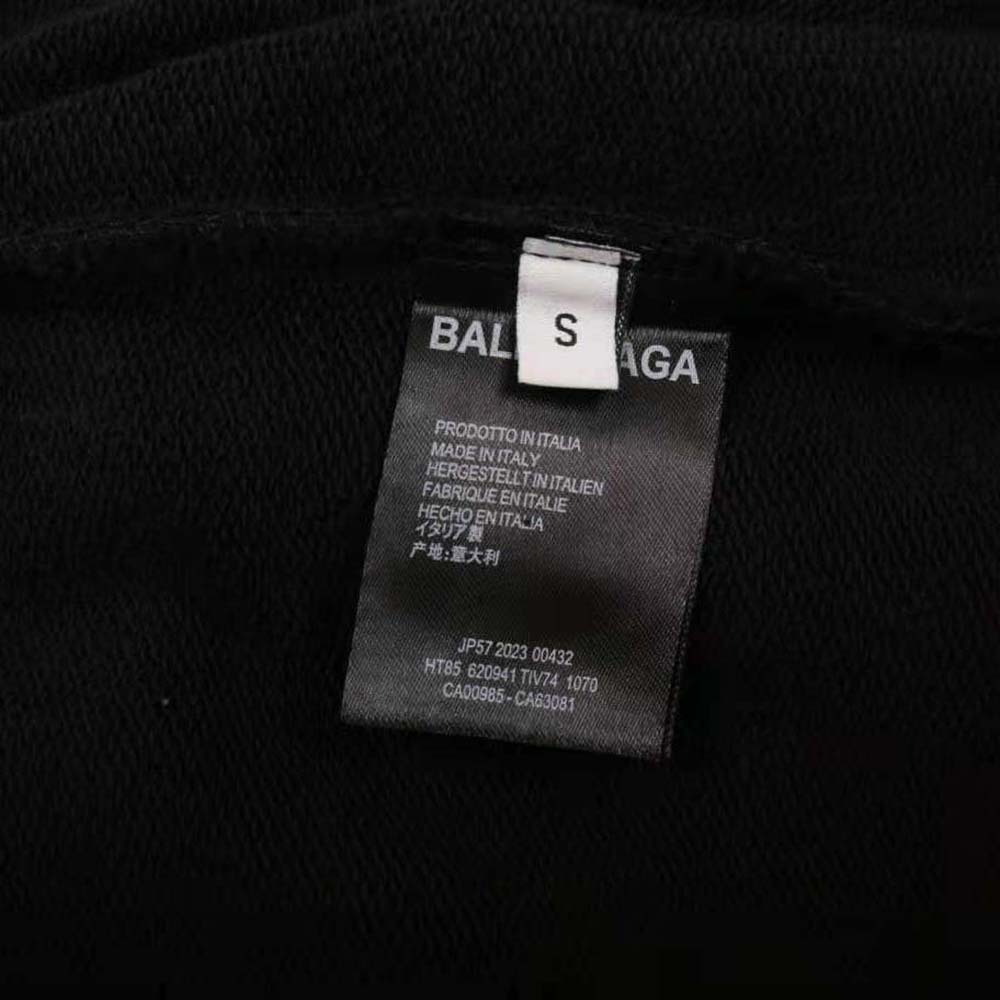 S
BAL AGA
PRODOTTO IN ITALIA
MADE IN ITALY
HERGESTELLT IN ITALIEN
FABRIQUE EN ITALIE
HECHO EN ITALIA
イタリア製
产地:意大利
JP57 2023 00432
HT85 620941 TIV74 1070
CA00985-CA63081